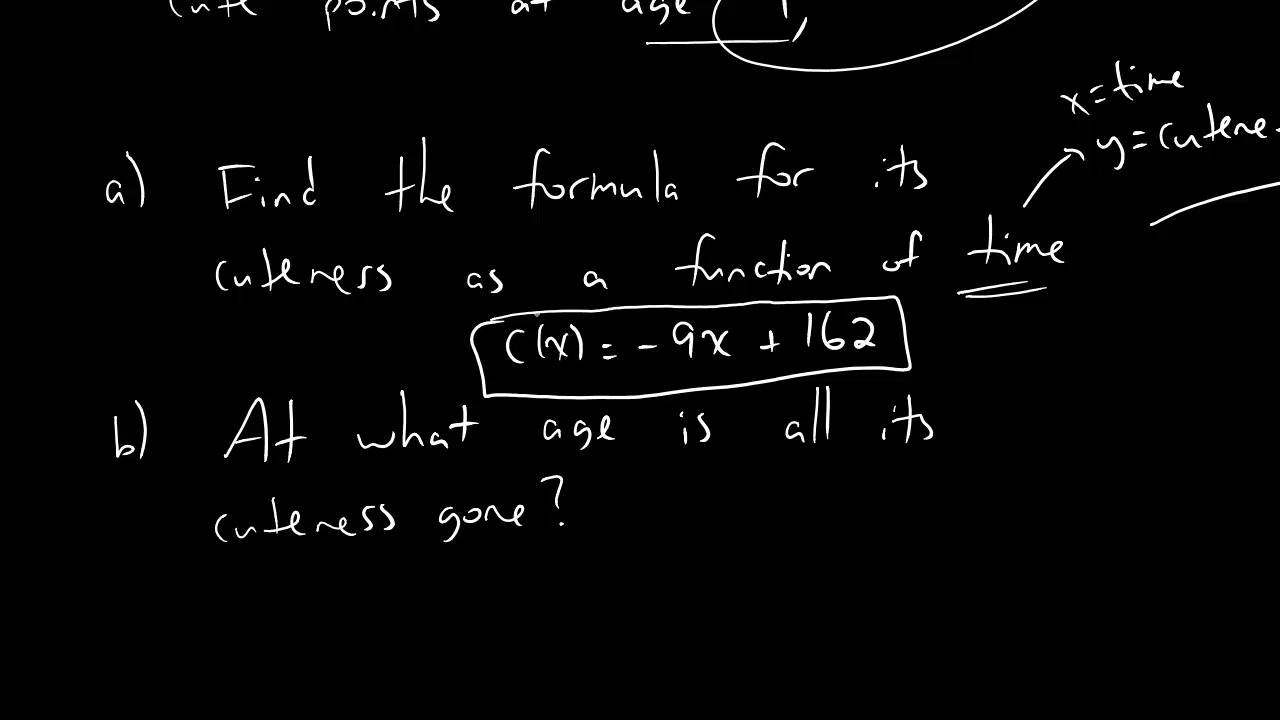 cute points at age
x=time
y=cutene
a) Find the formula for its
cuteness as a function of time
C(x) = -9x + 162
b) At what age is all its
cuteness gone?